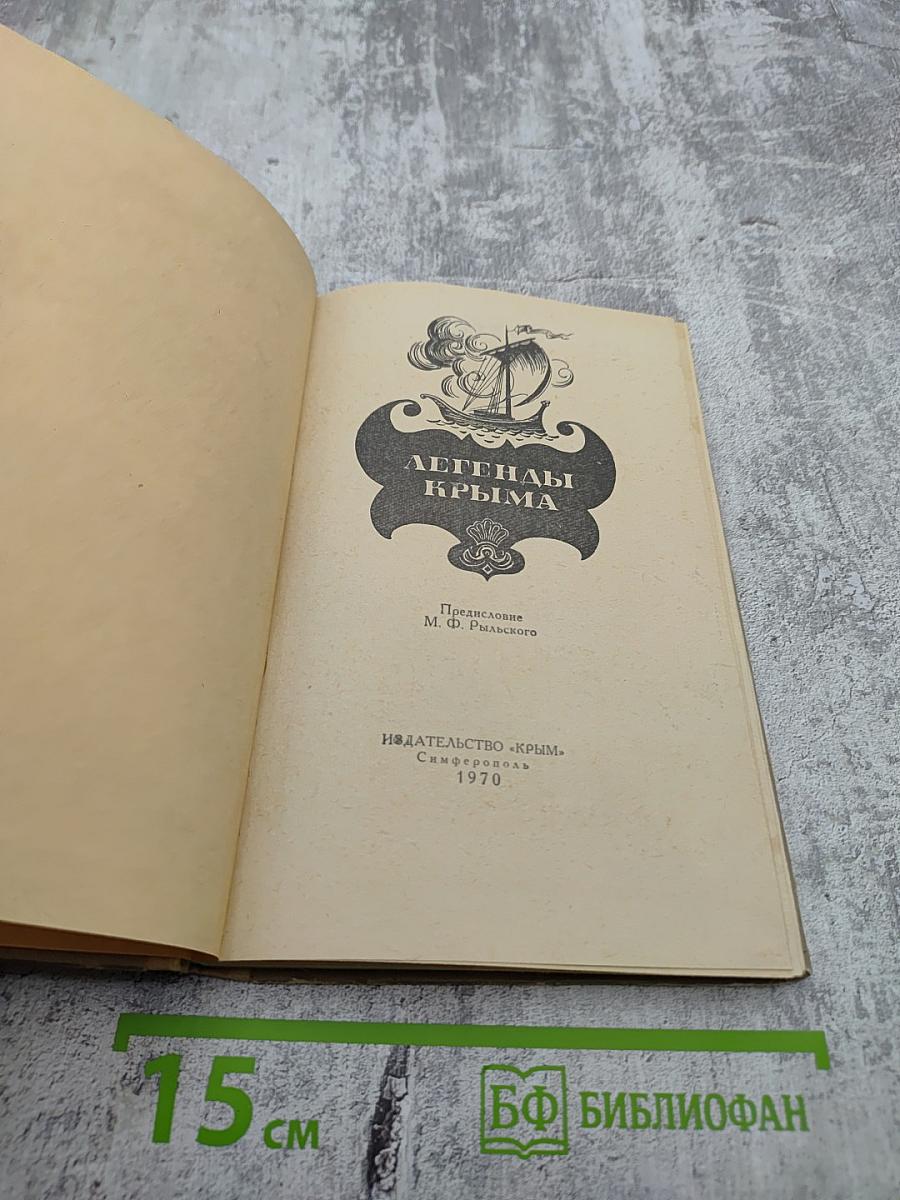 ЛЕГЕНДЫ
КРЫМА
Предисловие
М. Ф. Рыльского
ИЗДАТЕЛЬСТВО «КРЫМ»
Симферополь
1970
15 см
БФ БИБЛИОФАН